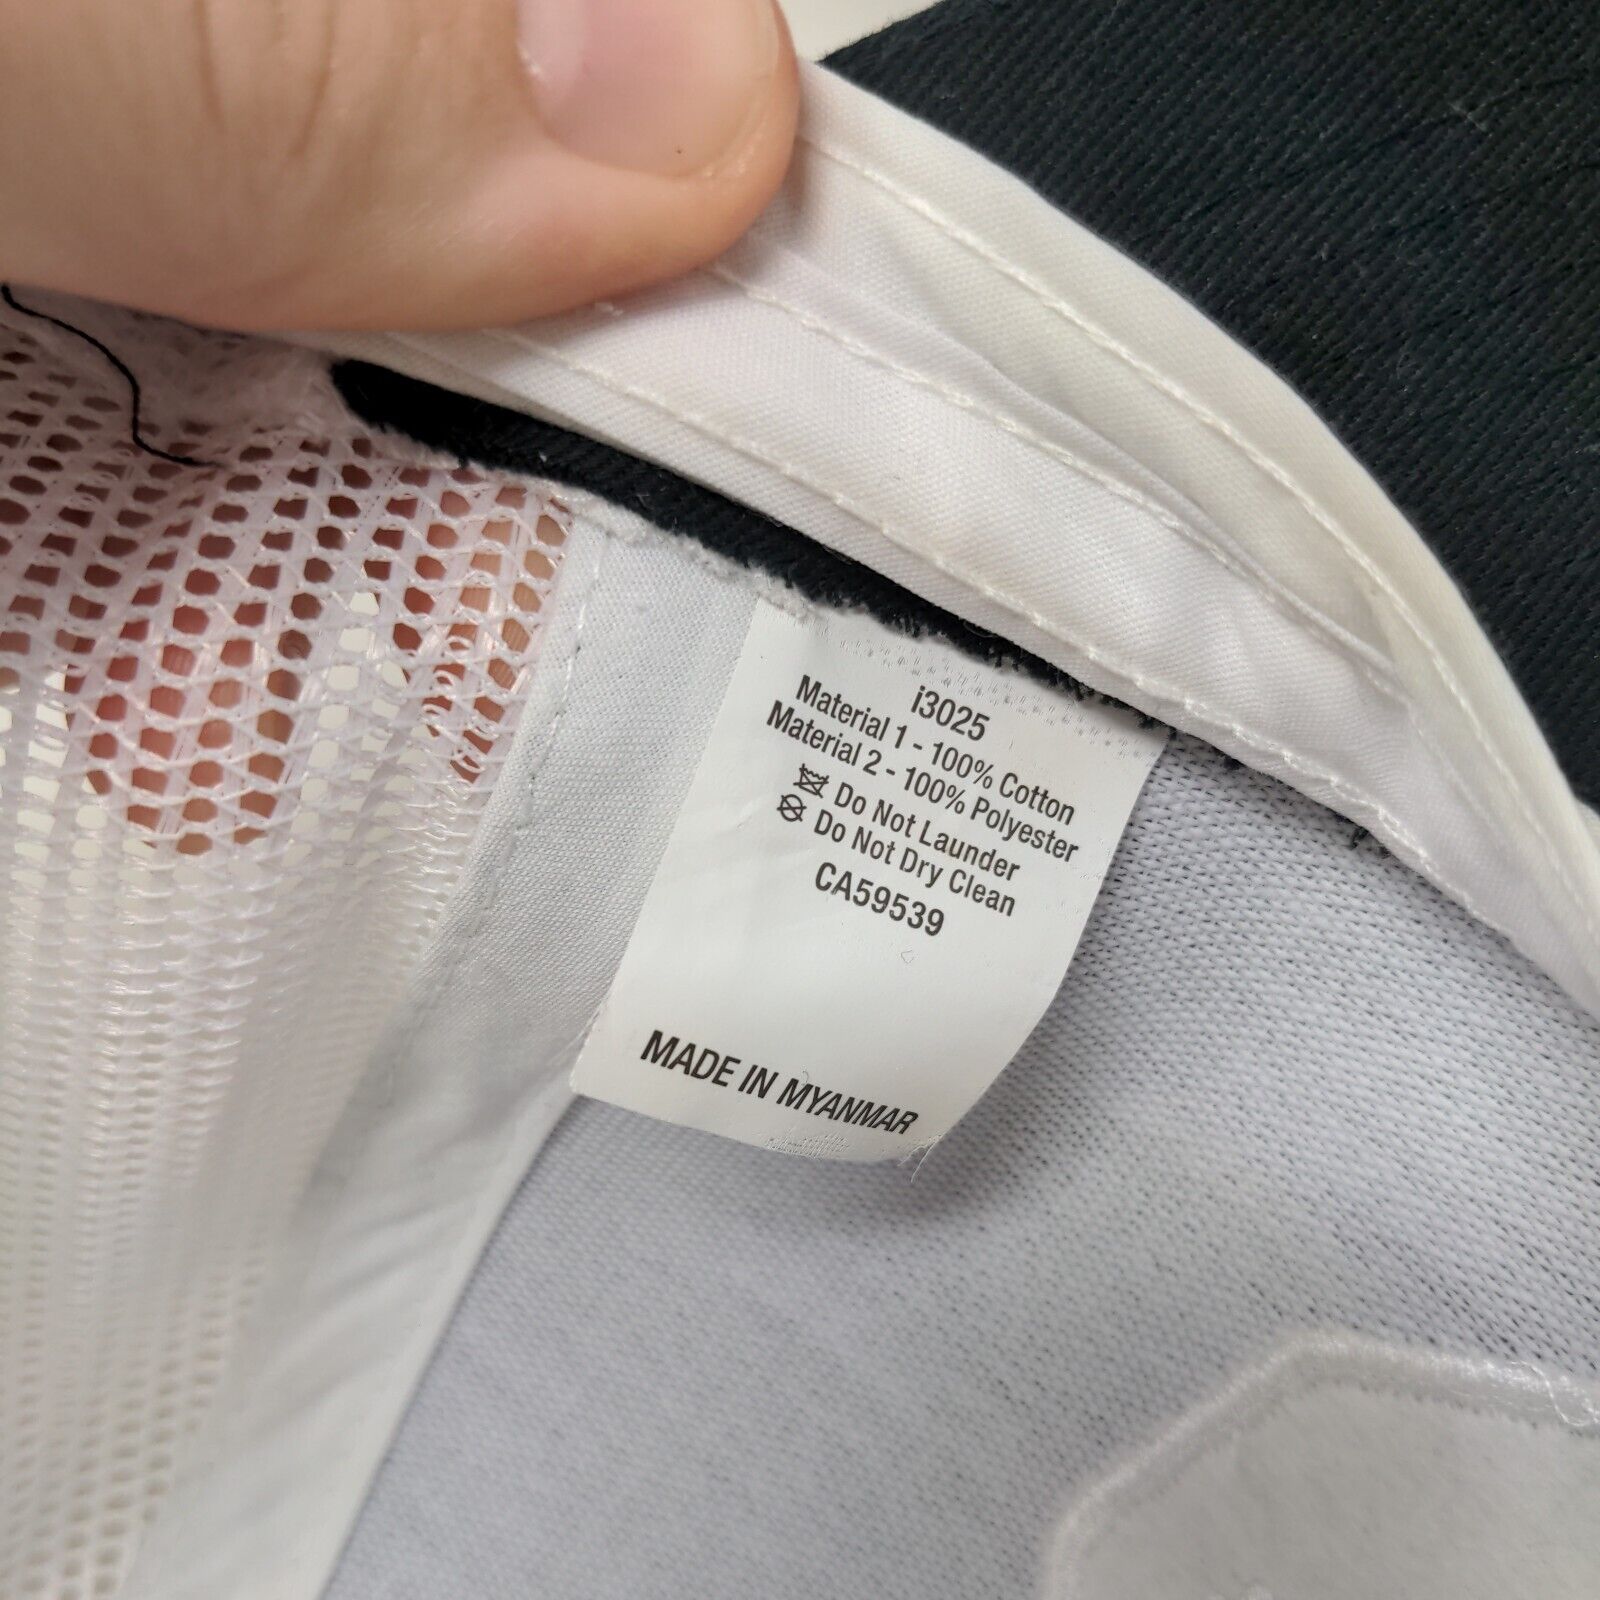 i3025
Material 1 - 100% Cotton
Material 2 - 100% Polyester
Do Not Launder
Do Not Dry Clean
CA59539
MADE IN MYANMAR